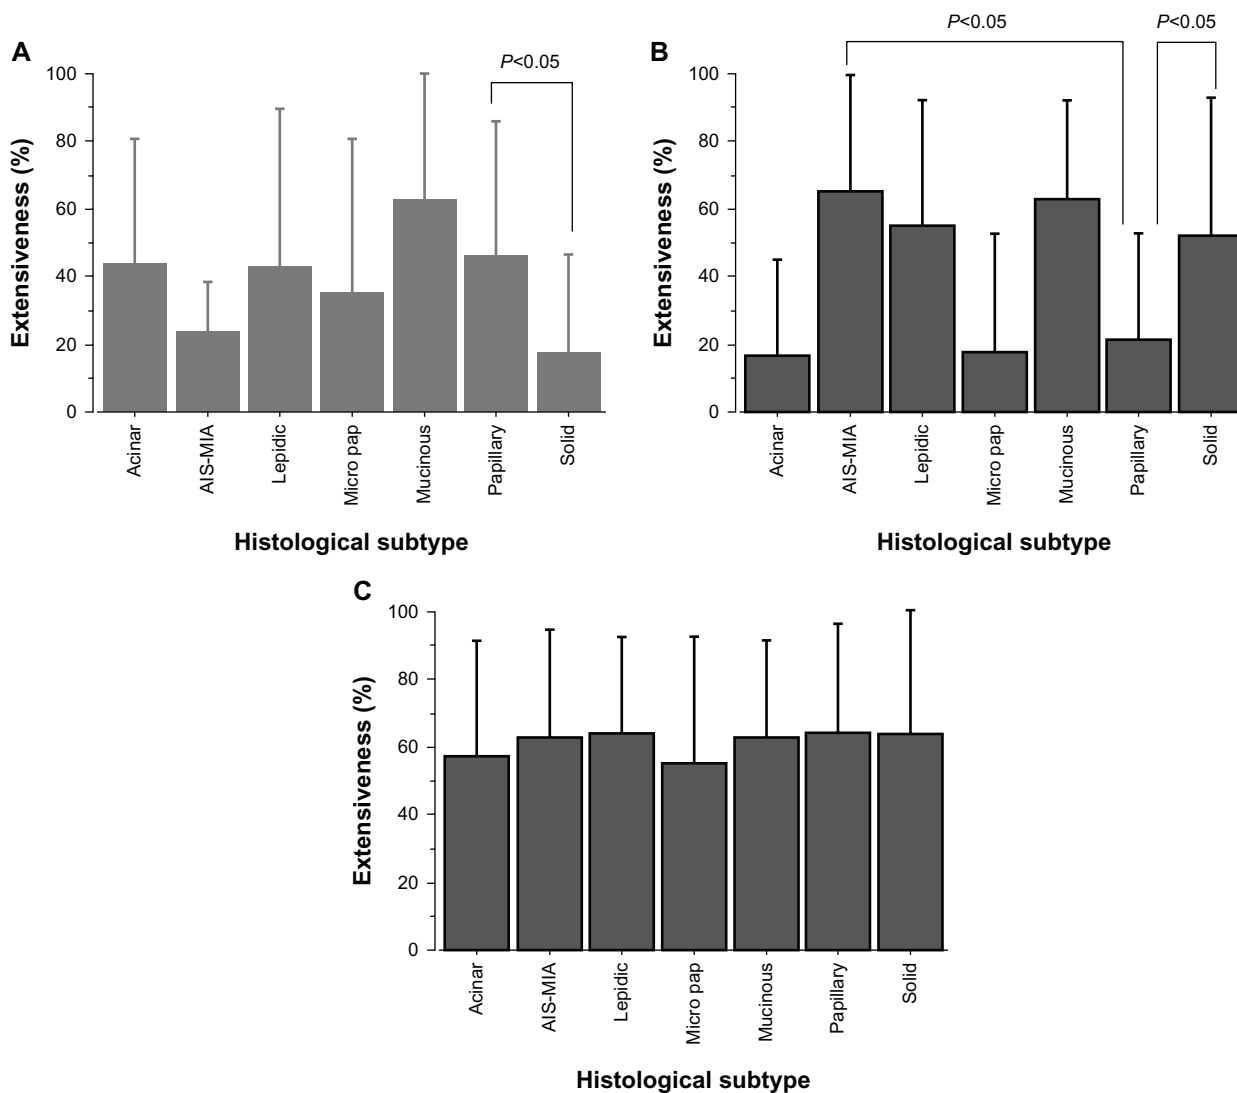 A
P<0.05
Extensiveness (%)
100
80
60
40
20
0
Acinar
AIS-MIA
Lepidic
Micro pap
Mucinous
Papillary
Solid
Histological subtype
B
P<0.05
P<0.05
Extensiveness (%)
100
80
60
40
20
0
Acinar
AIS-MIA
Lepidic
Micro pap
Mucinous
Papillary
Solid
Histological subtype
C
Extensiveness (%)
100
80
60
40
20
0
Acinar
AIS-MIA
Lepidic
Micro pap
Mucinous
Papillary
Solid
Histological subtype